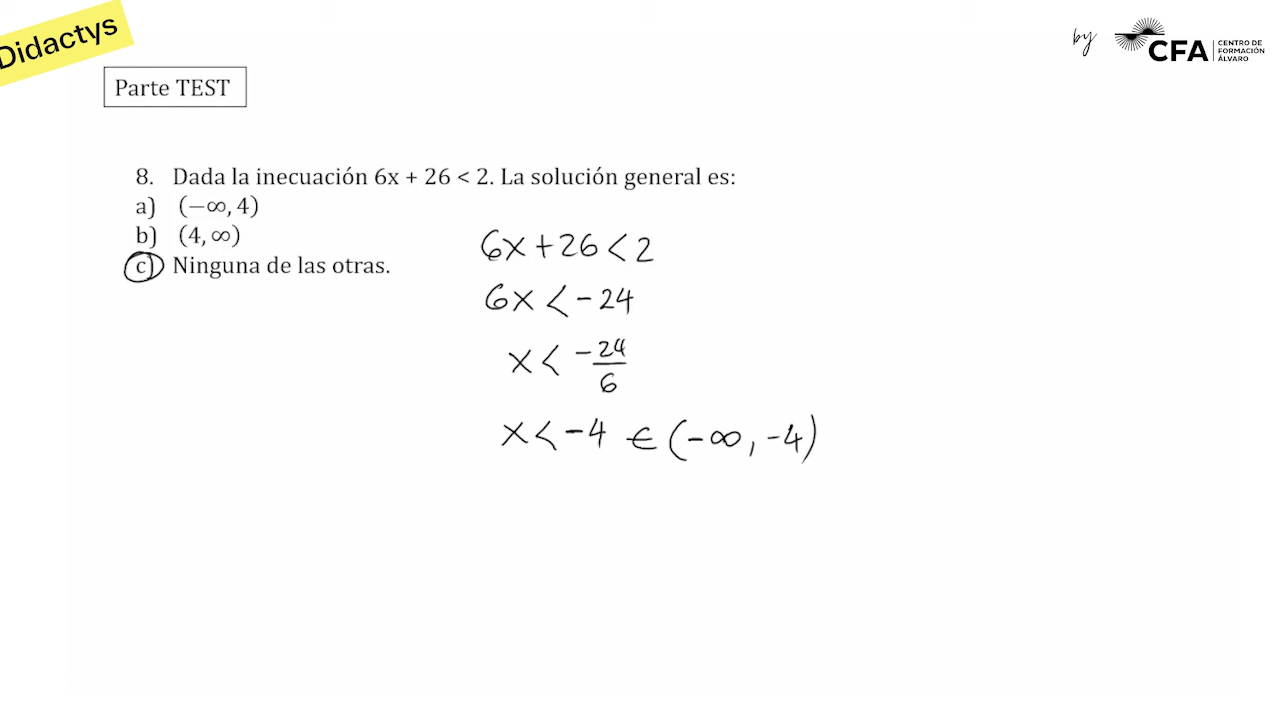 Didactys
by CFA CENTRO DE FORMACIÓN ÁLVARO
Parte TEST
8. Dada la inecuación 6x + 26 < 2. La solución general es:
a) (−∞, 4)
b) (4, ∞)
c) Ninguna de las otras.
6x + 26 < 2
6x < -24
x < -24/6
x < -4 ∈ (-∞, -4)